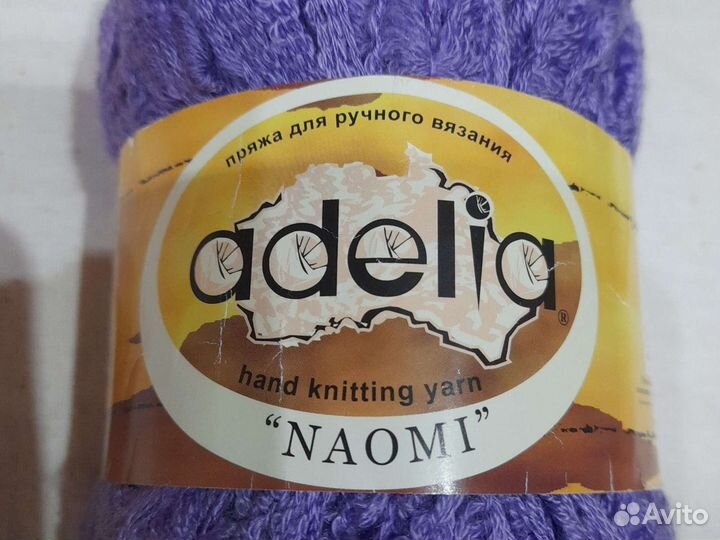 пряжа для ручного вязания
adelia
®
hand knitting yarn
“NAOMI”
Avito